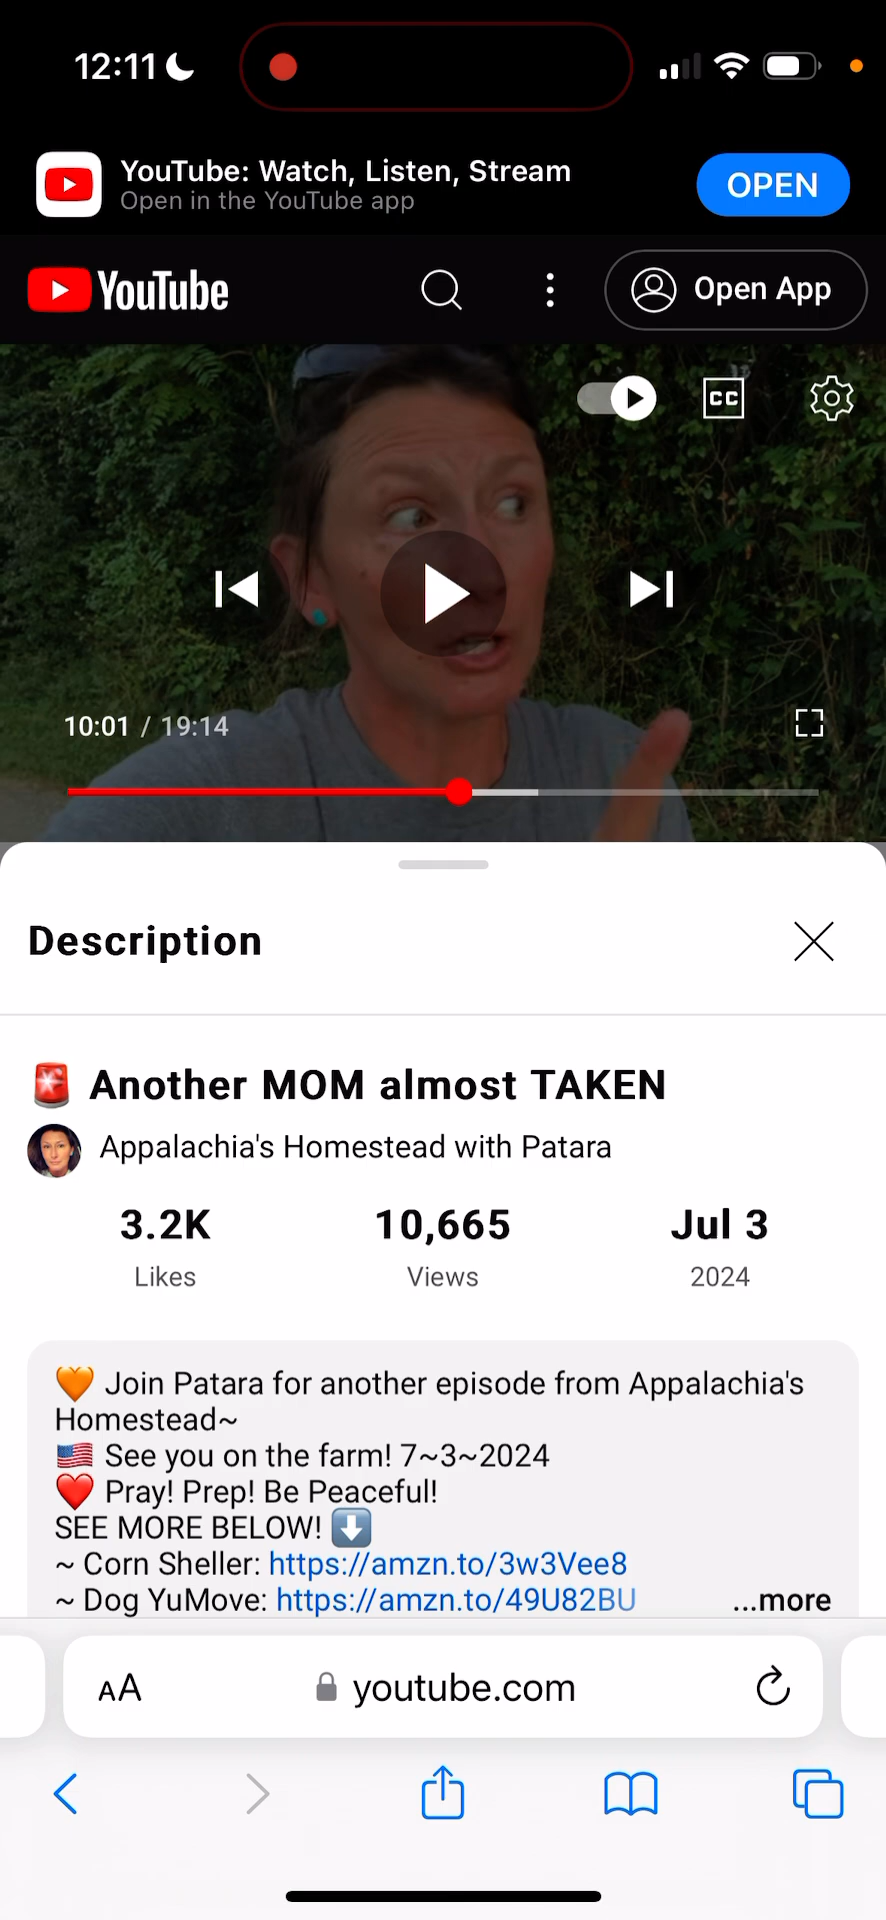 12:11
YouTube: Watch, Listen, Stream
Open in the YouTube app
OPEN
YouTube
Open App
CC
10:01 / 19:14
Description
🚨 Another MOM almost TAKEN
Appalachia's Homestead with Patara
3.2K
10,665
Jul 3
Likes
Views
2024
🧡 Join Patara for another episode from Appalachia's
Homestead~
🇺🇸 See you on the farm! 7~3~2024
❤️ Pray! Prep! Be Peaceful!
SEE MORE BELOW! ⬇️
~ Corn Sheller: https://amzn.to/3w3Vee8
~ Dog YuMove: https://amzn.to/49U82BU ...more
AA youtube.com